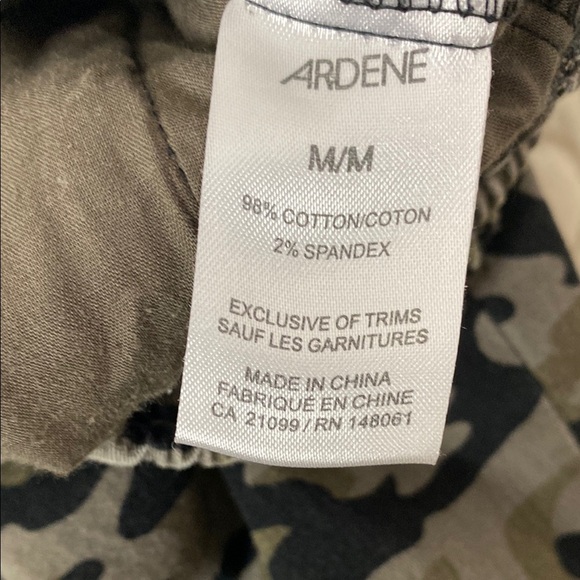 ARDENE
M/M
98% COTTON/COTON
2% SPANDEX
EXCLUSIVE OF TRIMS
SAUF LES GARNITURES
MADE IN CHINA
FABRIQUÉ EN CHINE
CA 21099 / RN 148061